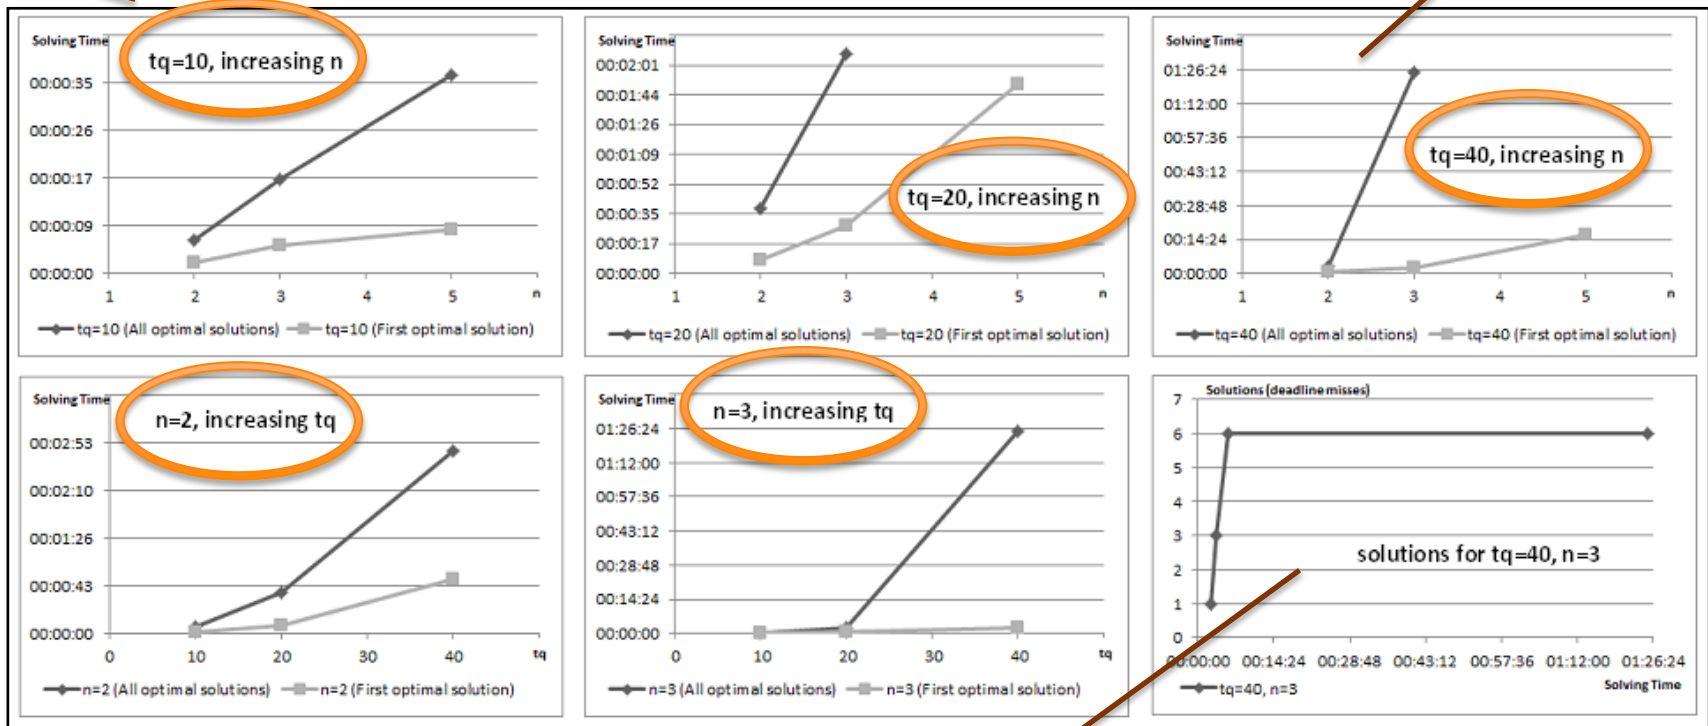 Solving Time
tq=10, increasing n
00:00:35
00:00:26
00:00:17
00:00:09
00:00:00
1 2 3 4 5 n
tq=10 (All optimal solutions) tq=10 (First optimal solution)
Solving Time
00:02:01
00:01:44
00:01:26
00:01:09
00:00:52
00:00:35
00:00:17
00:00:00
tq=20, increasing n
1 2 3 4 5 n
tq=20 (All optimal solutions) tq=20 (First optimal solution)
Solving Time
01:26:24
01:12:00
00:57:36
00:43:12
00:28:48
00:14:24
00:00:00
tq=40, increasing n
1 2 3 4 5 n
tq=40 (All optimal solutions) tq=40 (First optimal solution)
Solving Time
n=2, increasing tq
00:02:53
00:02:10
00:01:26
00:00:43
00:00:00
0 10 20 30 40 tq
n=2 (All optimal solutions) n=2 (First optimal solution)
Solving Time
n=3, increasing tq
01:26:24
01:12:00
00:57:36
00:43:12
00:28:48
00:14:24
00:00:00
0 10 20 30 40 tq
n=3 (All optimal solutions) n=3 (First optimal solution)
Solutions (deadline misses)
7
6
5
4
3
2
1
0
solutions for tq=40, n=3
00:00:00 00:14:24 00:28:48 00:43:12 00:57:36 01:12:00 01:26:24
Solving Time
tq=40, n=3